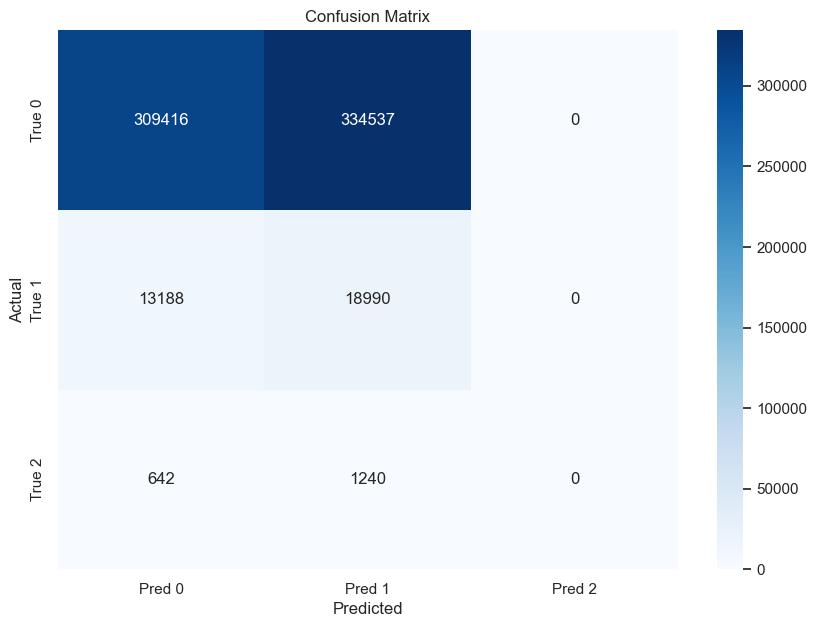 Confusion Matrix
Actual
True 0
309416 334537 0
True 1
13188 18990 0
True 2
642 1240 0
Pred 0 Pred 1 Pred 2
Predicted
300000
250000
200000
150000
100000
50000
0